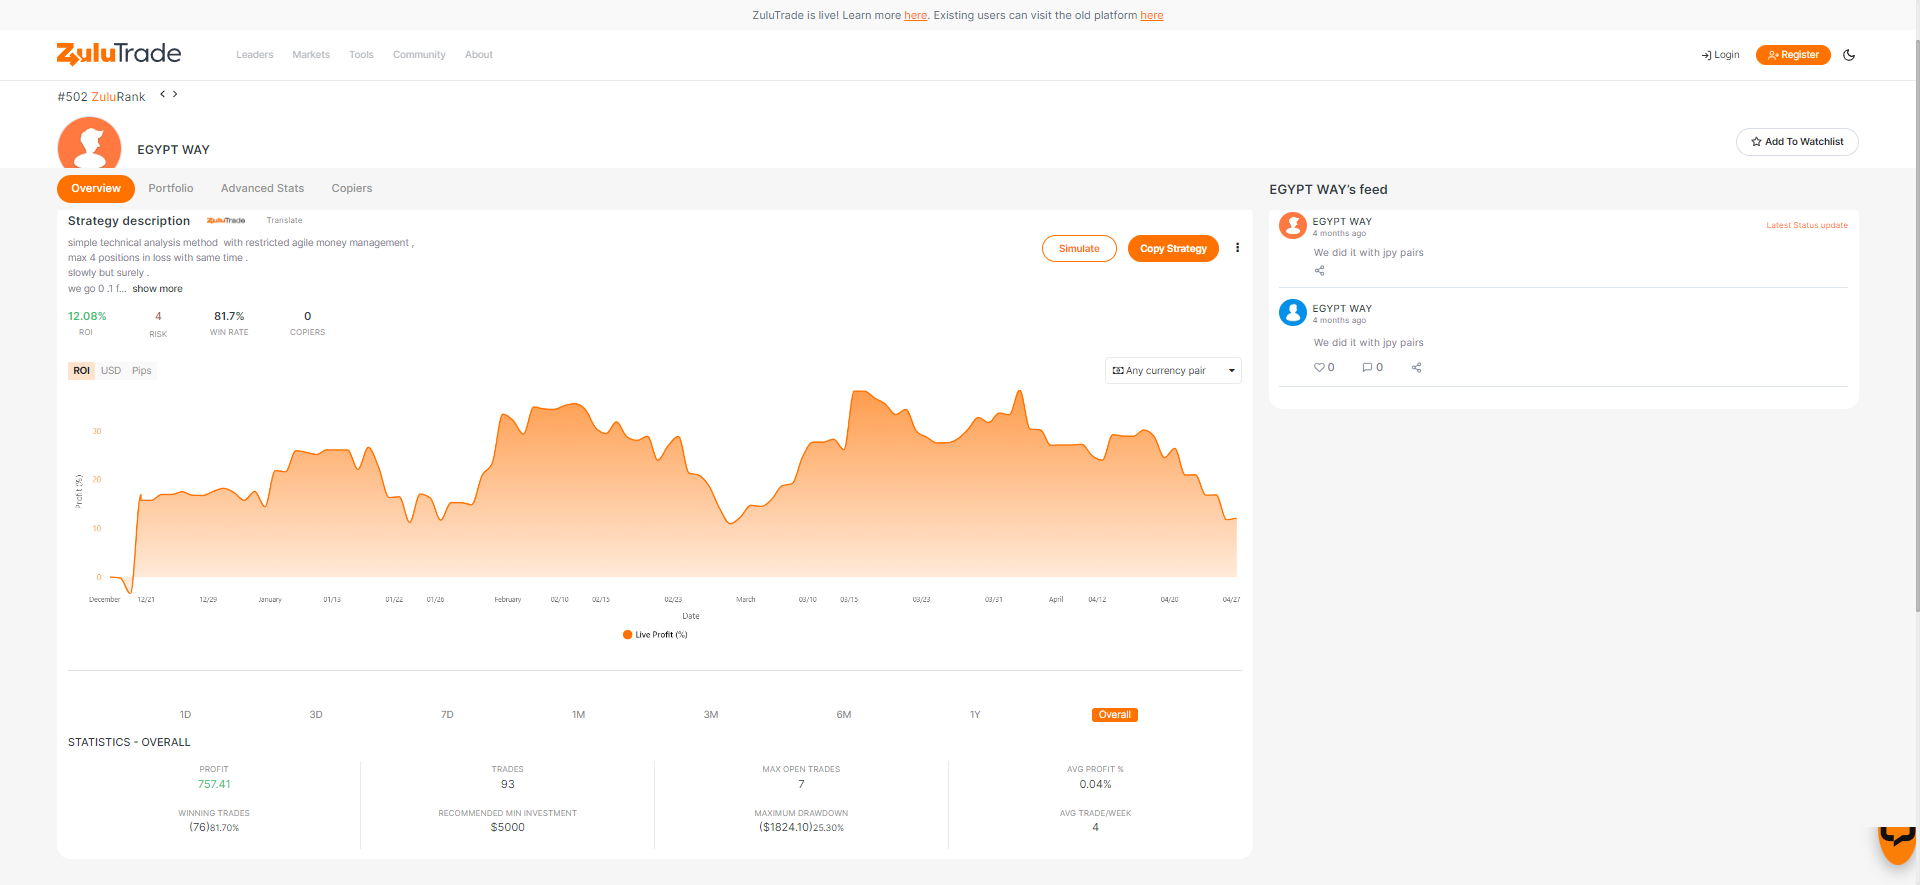 ZuluTrade is live! Learn more here. Existing users can visit the old platform here
ZuluTrade
Leaders
Markets
Tools
Community
About
Login
Register
#502 ZuluRank
EGYPT WAY
Add To Watchlist
Overview
Portfolio
Advanced Stats
Copiers
Strategy description
ZuluTrade
Translate
simple technical analysis method with restricted agile money management ,
max 4 positions in loss with same time .
slowly but surely .
we go 0 .1 f... show more
Simulate
Copy Strategy
12.08%
ROI
4
RISK
81.7%
WIN RATE
0
COPIERS
ROI
USD
Pips
Any currency pair
Profit (%)
30
20
10
0
December
12/21
12/29
January
01/13
01/22
01/26
February
02/10
02/15
02/23
March
03/10
03/15
03/23
03/31
April
04/12
04/20
04/27
Date
Live Profit (%)
1D
3D
7D
1M
3M
6M
1Y
Overall
STATISTICS - OVERALL
PROFIT
757.41
TRADES
93
MAX OPEN TRADES
7
AVG PROFIT %
0.04%
WINNING TRADES
(76)81.70%
RECOMMENDED MIN INVESTMENT
$5000
MAXIMUM DRAWDOWN
($1824.10)25.30%
AVG TRADE/WEEK
4
EGYPT WAY's feed
EGYPT WAY
4 months ago
Latest Status update
We did it with jpy pairs
EGYPT WAY
4 months ago
We did it with jpy pairs
0
0